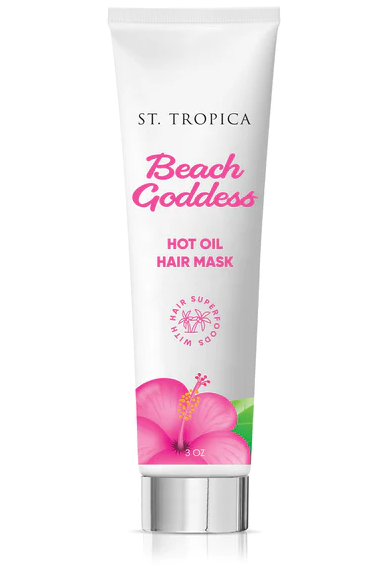 ST. TROPICA
Beach
Goddess
HOT OIL
HAIR MASK
WITH HAIR SUPERFOODS
3 OZ